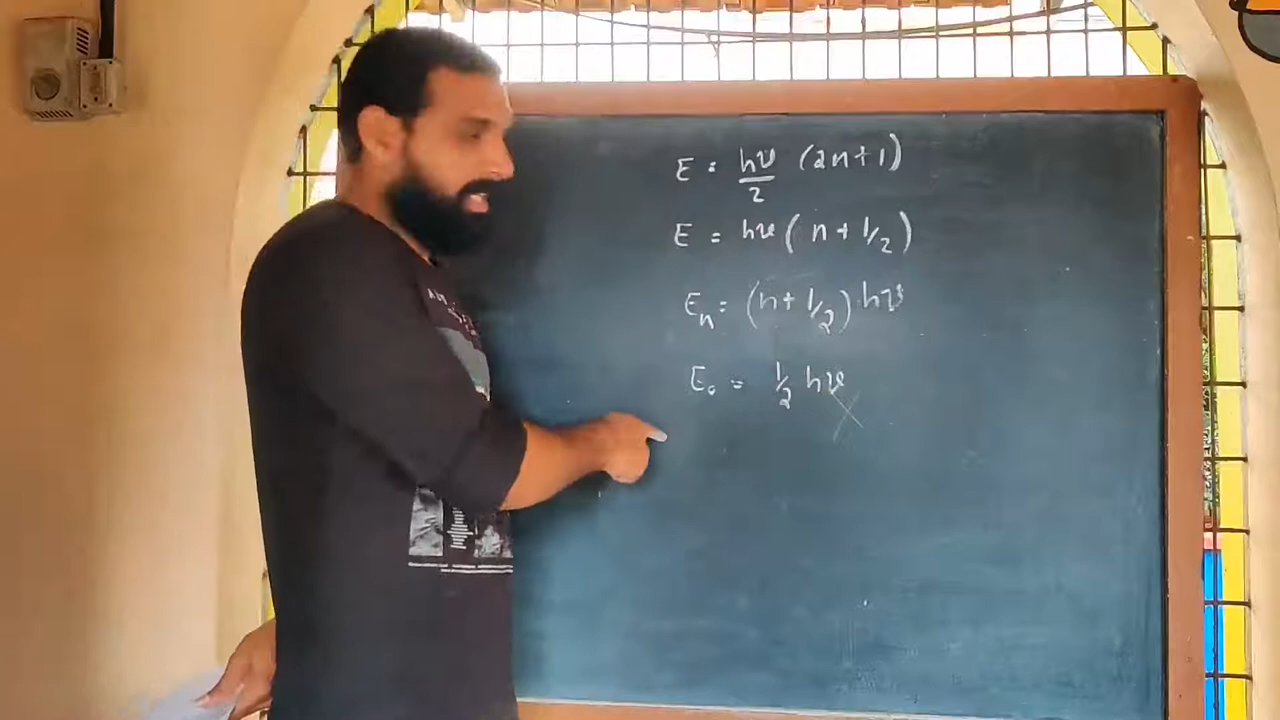 E = hν/2 (2n+1)
E = hν (n + 1/2)
Eₙ = (n + 1/2) hν
E₀ = 1/2 hν